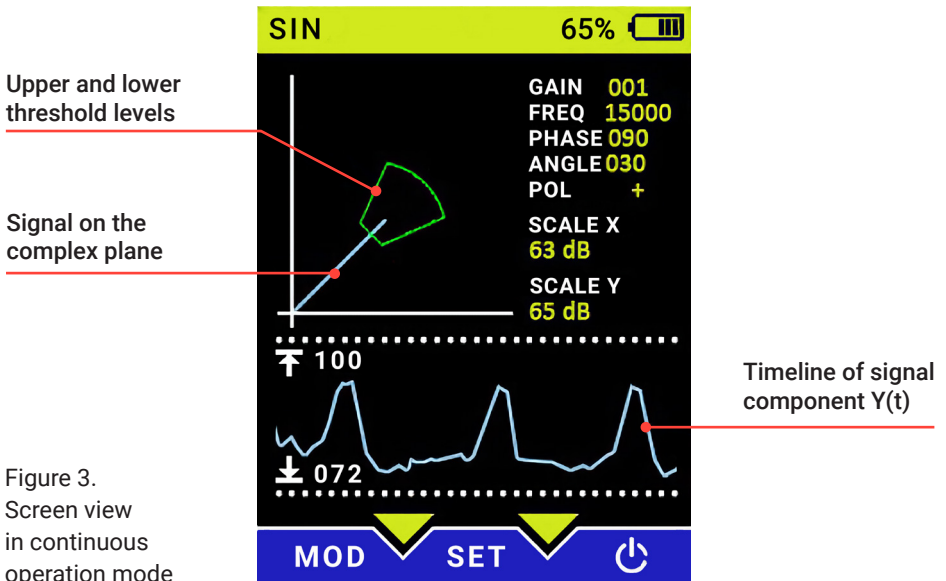 SIN 65%
Upper and lower
threshold levels
Signal on the
complex plane
GAIN 001
FREQ 15000
PHASE 090
ANGLE 030
POL +
SCALE X
63 dB
SCALE Y
65 dB
100
072
Timeline of signal
component Y(t)
MOD SET
Figure 3.
Screen view
in continuous
operation mode